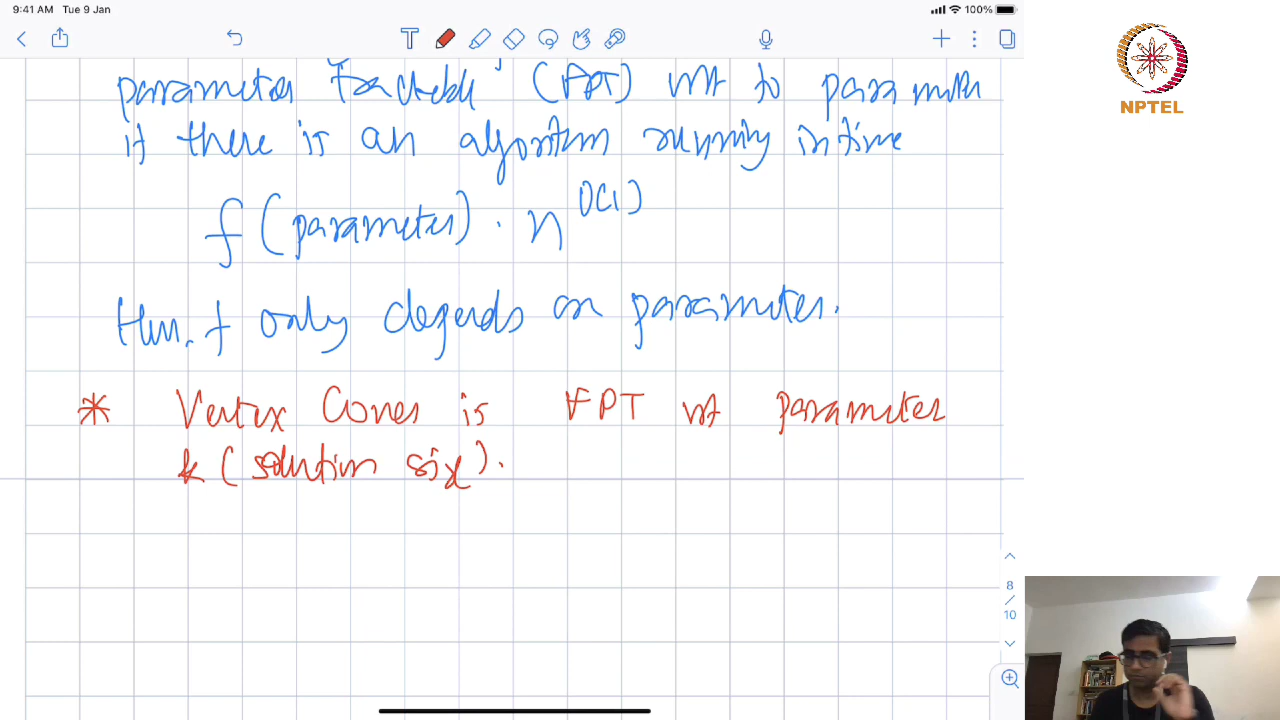 9:41 AM Tue 9 Jan
100%
parameter tractable' (FPT) wrt to parameter
if there is an algorithm running in time
f (parameter) · n^O(1)
Here, f only depends on parameter.
* Vertex Cover is FPT wrt parameter
k (solution size).
8
/
10
NPTEL